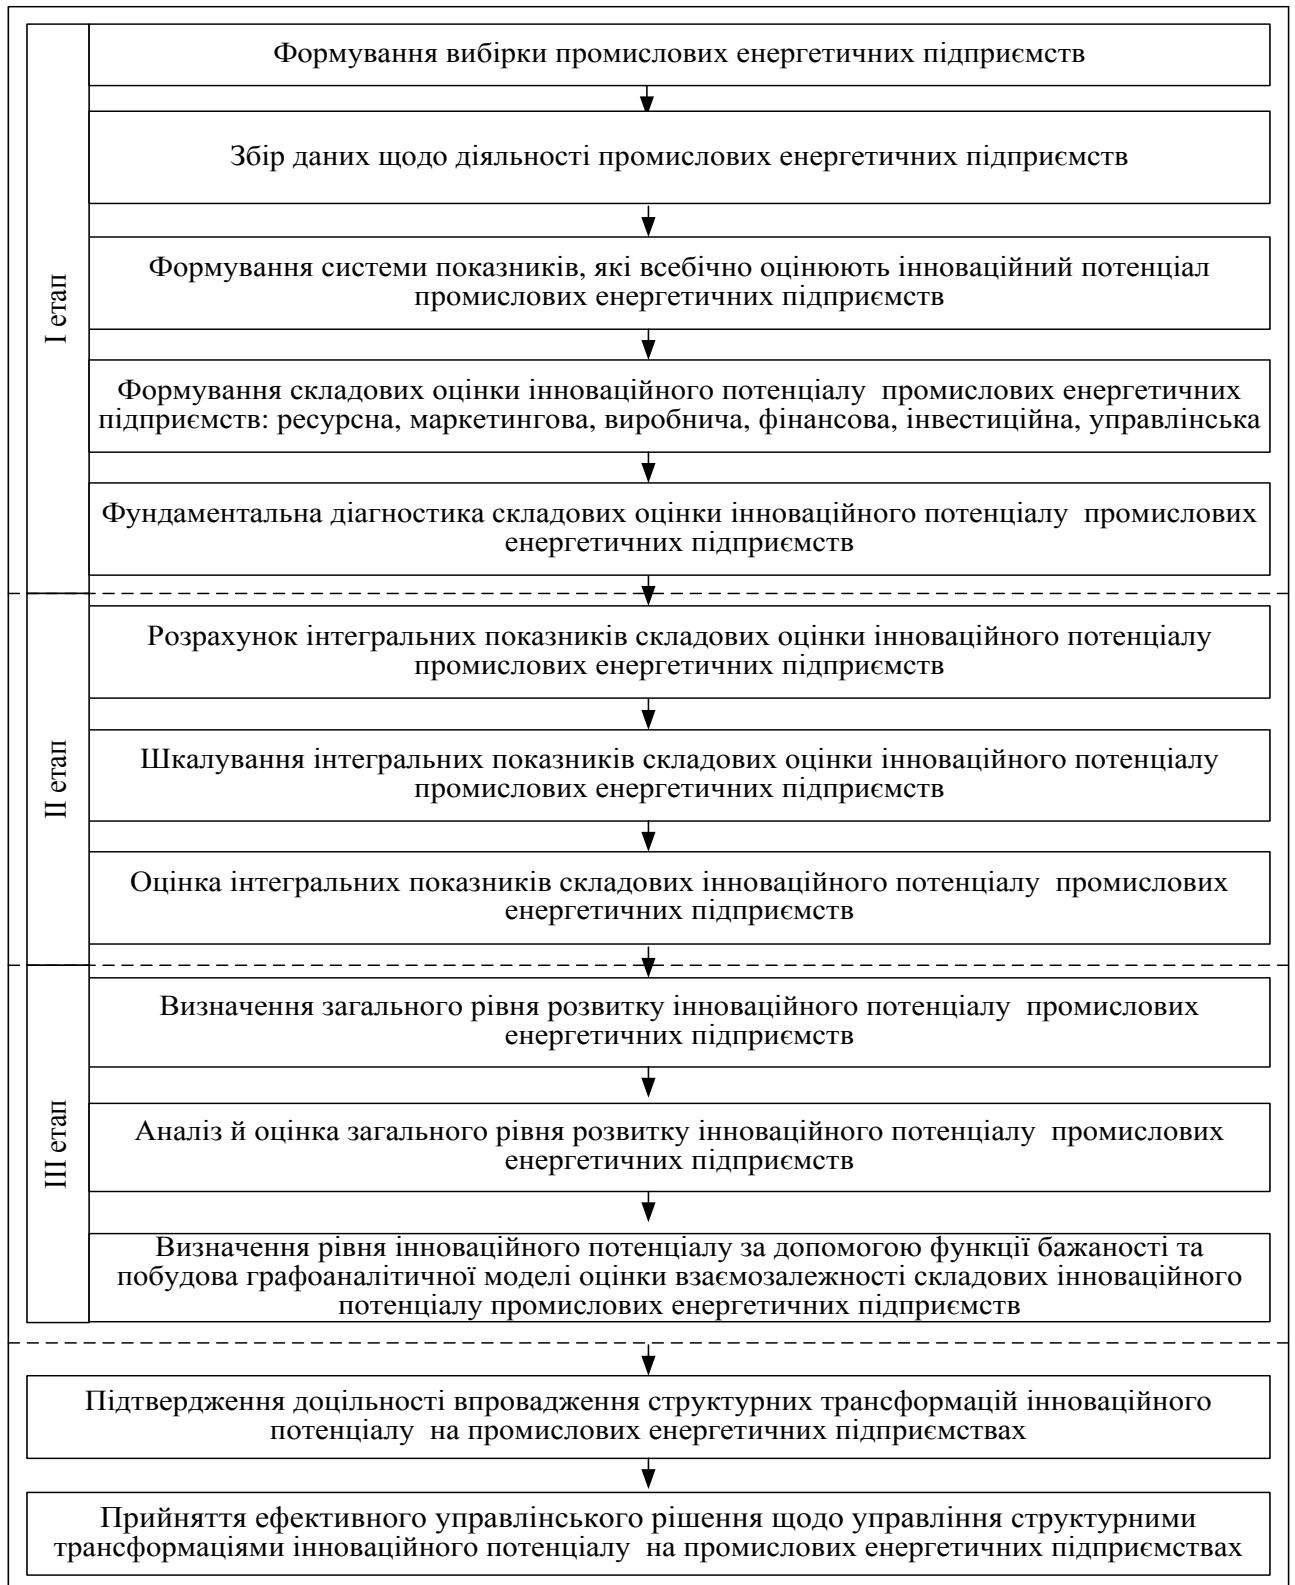 І етап
Формування вибірки промислових енергетичних підприємств
Збір даних щодо діяльності промислових енергетичних підприємств
Формування системи показників, які всебічно оцінюють інноваційний потенціал
промислових енергетичних підприємств
Формування складових оцінки інноваційного потенціалу промислових енергетичних
підприємств: ресурсна, маркетингова, виробнича, фінансова, інвестиційна, управлінська
Фундаментальна діагностика складових оцінки інноваційного потенціалу промислових
енергетичних підприємств
ІІ етап
Розрахунок інтегральних показників складових оцінки інноваційного потенціалу
промислових енергетичних підприємств
Шкалування інтегральних показників складових оцінки інноваційного потенціалу
промислових енергетичних підприємств
Оцінка інтегральних показників складових інноваційного потенціалу промислових
енергетичних підприємств
ІІІ етап
Визначення загального рівня розвитку інноваційного потенціалу промислових
енергетичних підприємств
Аналіз й оцінка загального рівня розвитку інноваційного потенціалу промислових
енергетичних підприємств
Визначення рівня інноваційного потенціалу за допомогою функції бажаності та
побудова графоаналітичної моделі оцінки взаємозалежності складових інноваційного
потенціалу промислових енергетичних підприємств
Підтвердження доцільності впровадження структурних трансформацій інноваційного
потенціалу на промислових енергетичних підприємствах
Прийняття ефективного управлінського рішення щодо управління структурними
трансформаціями інноваційного потенціалу на промислових енергетичних підприємствах